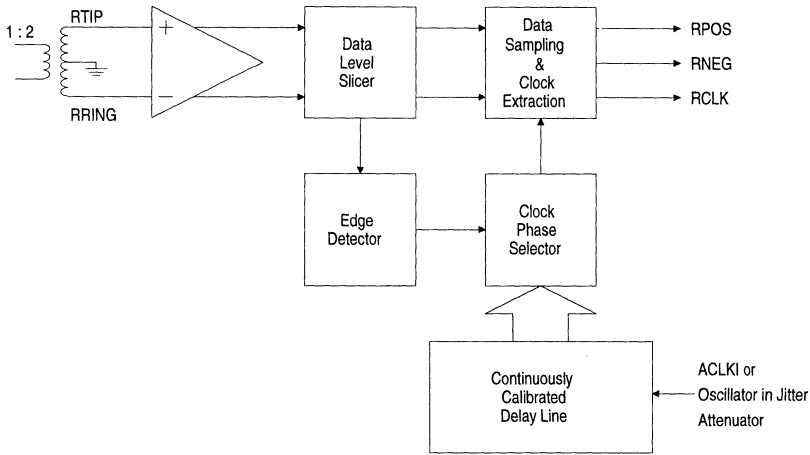 1 : 2
RTIP
+
−
RRING
Data
Level
Slicer
Data
Sampling
&
Clock
Extraction
RPOS
RNEG
RCLK
Edge
Detector
Clock
Phase
Selector
Continuously
Calibrated
Delay Line
ACLKI or
Oscillator in Jitter
Attenuator